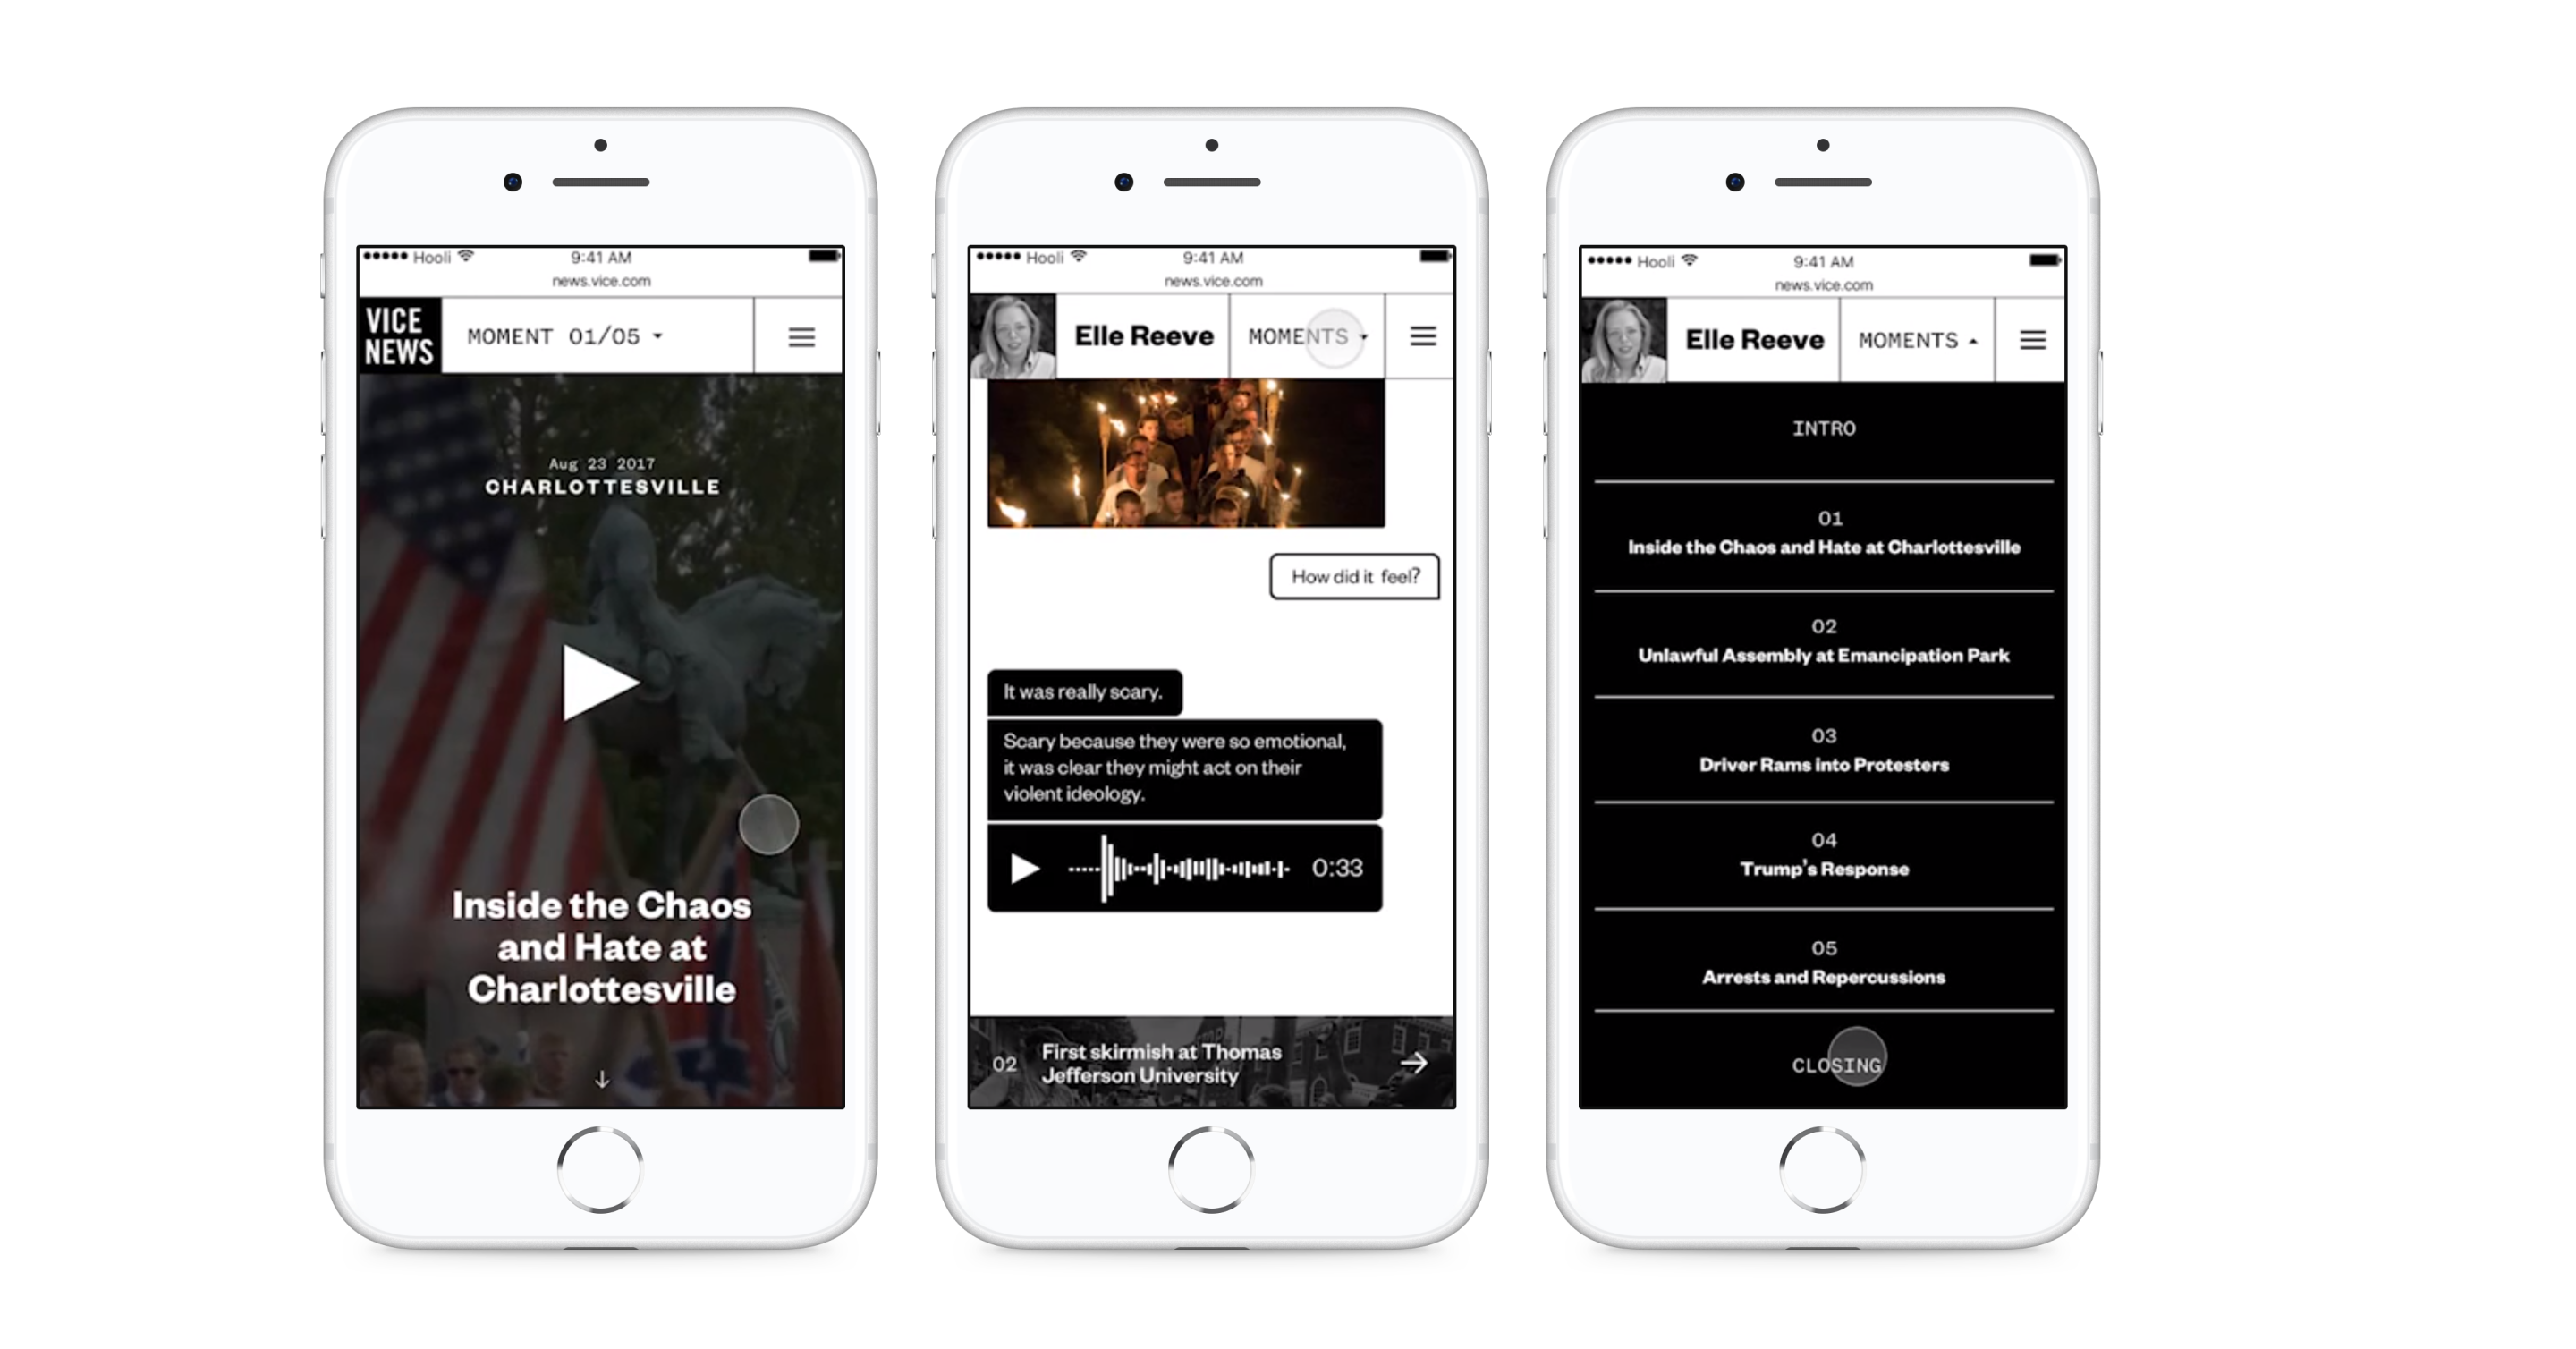 Hooli 9:41 AM
news.vice.com
VICE
NEWS
MOMENT 01/05
Aug 23 2017
CHARLOTTESVILLE
Inside the Chaos
and Hate at
Charlottesville
Hooli 9:41 AM
news.vice.com
Elle Reeve MOMENTS
How did it feel?
It was really scary.
Scary because they were so emotional,
it was clear they might act on their
violent ideology.
0:33
02 First skirmish at Thomas
Jefferson University
Hooli 9:41 AM
news.vice.com
Elle Reeve MOMENTS
INTRO
01
Inside the Chaos and Hate at Charlottesville
02
Unlawful Assembly at Emancipation Park
03
Driver Rams into Protesters
04
Trump's Response
05
Arrests and Repercussions
CLOSING